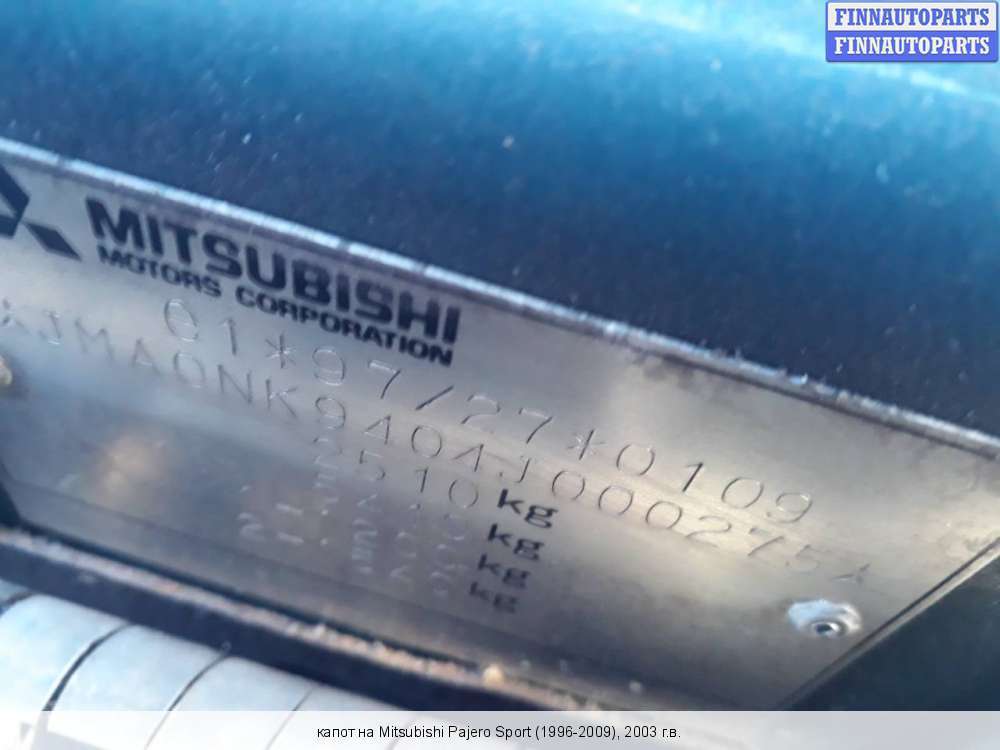 FINNAUTOPARTS
FINNAUTOPARTS
MITSUBISHI
MOTORS CORPORATION
61*97/27*0109
JMA0NK9404J000275
2510 kg
kg
kg
kg
капот на Mitsubishi Pajero Sport (1996-2009), 2003 г.в.